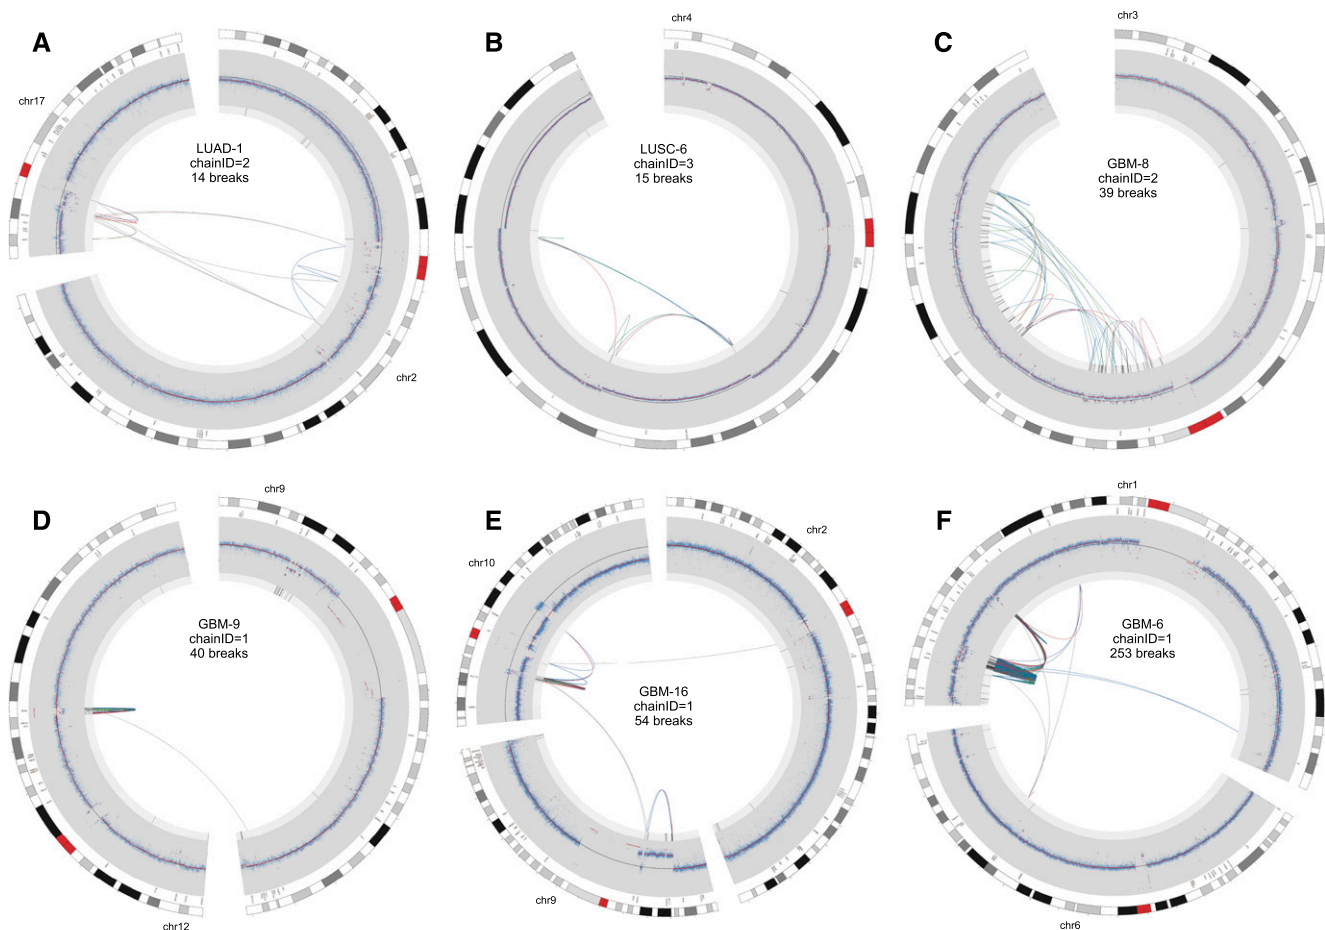 A
chr17
LUAD-1
chainID=2
14 breaks
chr2
B
chr4
LUSC-6
chainID=3
15 breaks
C
chr3
GBM-8
chainID=2
39 breaks
D
chr9
GBM-9
chainID=1
40 breaks
chr12
E
chr2
chr10
GBM-16
chainID=1
54 breaks
chr9
F
chr1
GBM-6
chainID=1
253 breaks
chr6